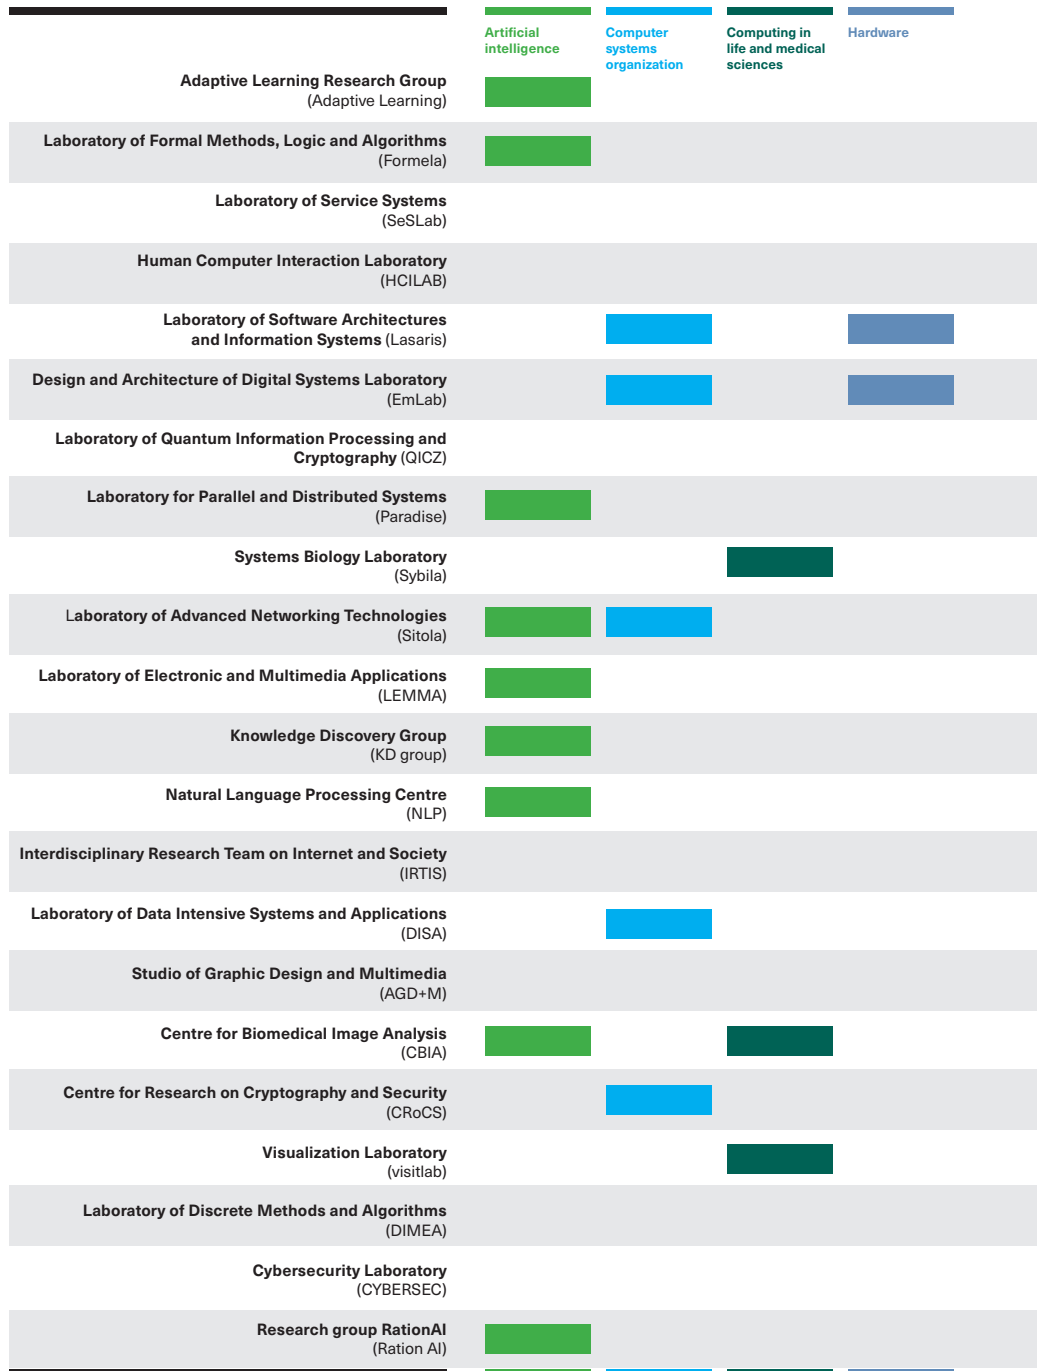 Artificial
intelligence
Computer
systems
organization
Computing in
life and medical
sciences
Hardware
Adaptive Learning Research Group
(Adaptive Learning)
Laboratory of Formal Methods, Logic and Algorithms
(Formela)
Laboratory of Service Systems
(SeSLab)
Human Computer Interaction Laboratory
(HCILAB)
Laboratory of Software Architectures
and Information Systems (Lasaris)
Design and Architecture of Digital Systems Laboratory
(EmLab)
Laboratory of Quantum Information Processing and
Cryptography (QICZ)
Laboratory for Parallel and Distributed Systems
(Paradise)
Systems Biology Laboratory
(Sybila)
Laboratory of Advanced Networking Technologies
(Sitola)
Laboratory of Electronic and Multimedia Applications
(LEMMA)
Knowledge Discovery Group
(KD group)
Natural Language Processing Centre
(NLP)
Interdisciplinary Research Team on Internet and Society
(IRTIS)
Laboratory of Data Intensive Systems and Applications
(DISA)
Studio of Graphic Design and Multimedia
(AGD+M)
Centre for Biomedical Image Analysis
(CBIA)
Centre for Research on Cryptography and Security
(CRoCS)
Visualization Laboratory
(visitlab)
Laboratory of Discrete Methods and Algorithms
(DIMEA)
Cybersecurity Laboratory
(CYBERSEC)
Research group RationAI
(Ration AI)